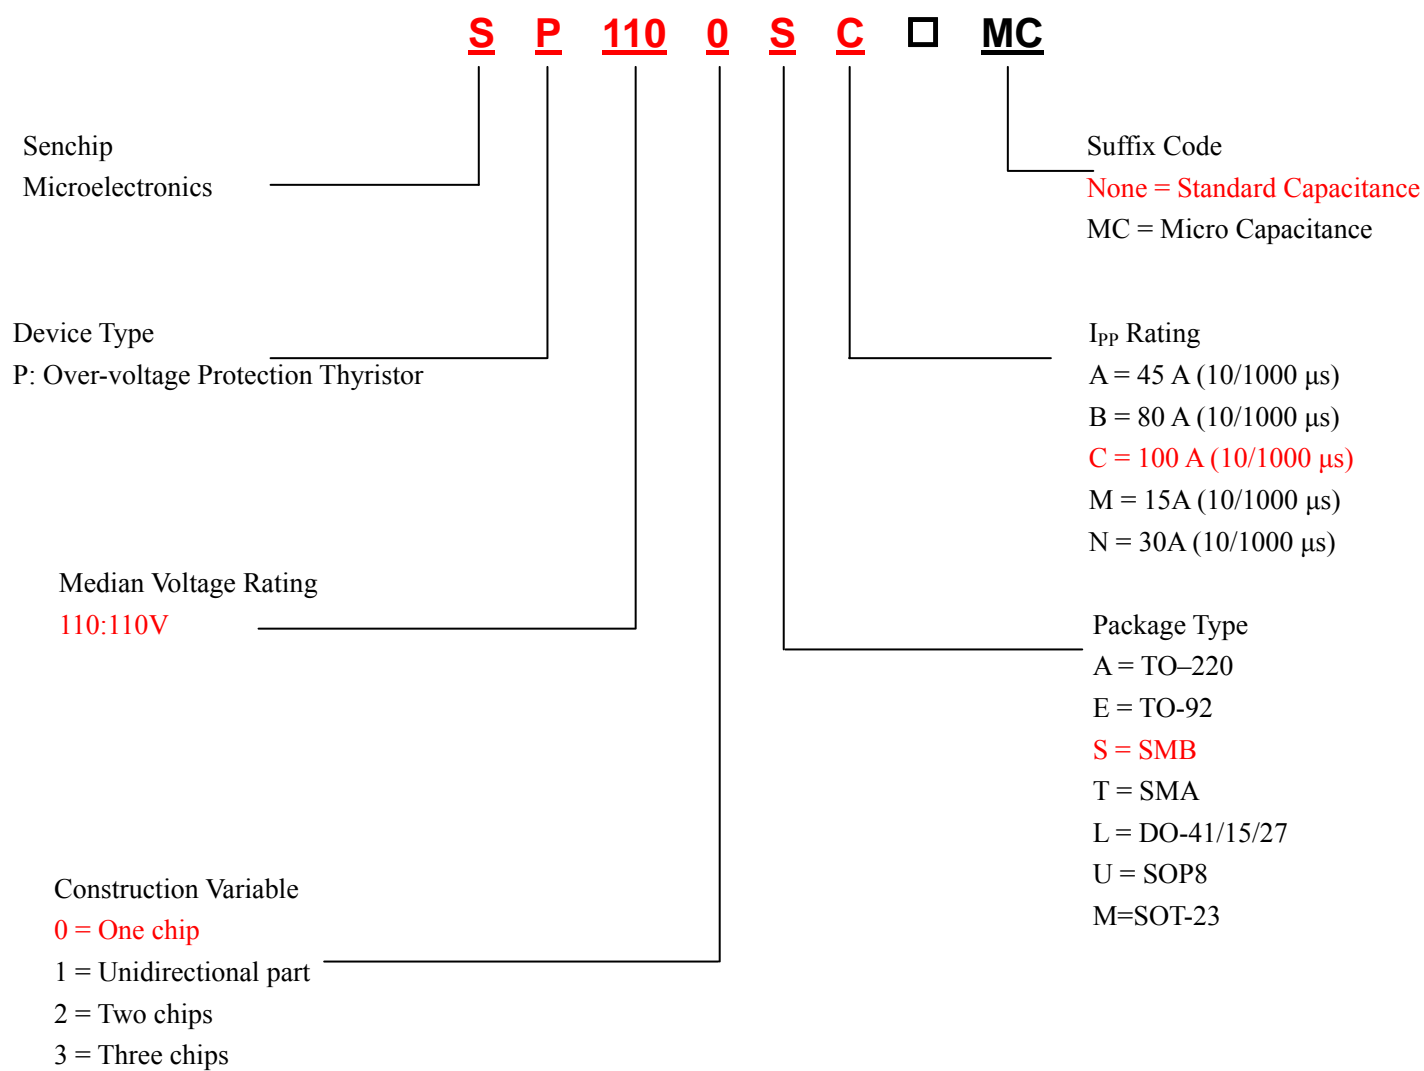 S P 110 0 S C □ MC
Senchip
Microelectronics
Device Type
P: Over-voltage Protection Thyristor
Median Voltage Rating
110:110V
Construction Variable
0 = One chip
1 = Unidirectional part
2 = Two chips
3 = Three chips
Suffix Code
None = Standard Capacitance
MC = Micro Capacitance
IPP Rating
A = 45 A (10/1000 μs)
B = 80 A (10/1000 μs)
C = 100 A (10/1000 μs)
M = 15A (10/1000 μs)
N = 30A (10/1000 μs)
Package Type
A = TO–220
E = TO-92
S = SMB
T = SMA
L = DO-41/15/27
U = SOP8
M=SOT-23